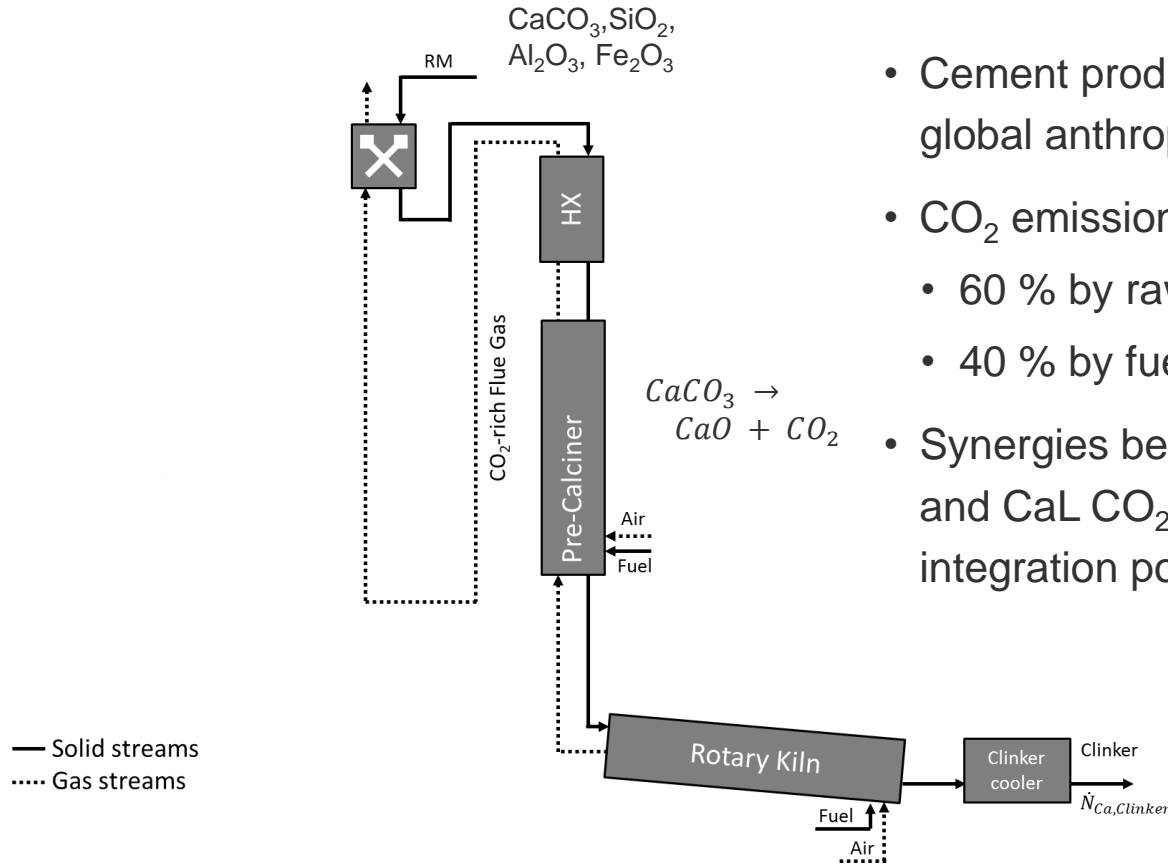 CaCO₃,SiO₂,
Al₂O₃, Fe₂O₃
RM
HX
CO₂-rich Flue Gas
Pre-Calciner
CaCO₃ →
CaO + CO₂
Air
Fuel
Rotary Kiln
Fuel
Air
Clinker
cooler
Clinker
Ṅ_Ca,Clinker
Solid streams
Gas streams
• Cement prod
global anthrop
• CO₂ emission
• 60 % by raw
• 40 % by fue
• Synergies be
and CaL CO₂
integration po